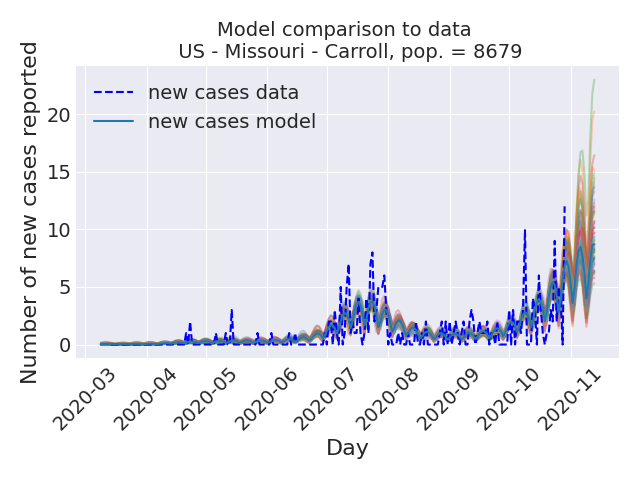 Model comparison to data
US - Missouri - Carroll, pop. = 8679
Number of new cases reported
new cases data
new cases model
20
15
10
5
0
2020-03
2020-04
2020-05
2020-06
2020-07
2020-08
2020-09
2020-10
2020-11
Day